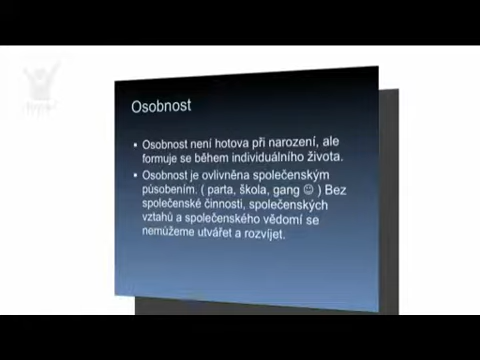 Osobnost
• Osobnost není hotova při narození, ale
formuje se během individuálního života.
• Osobnost je ovlivněna společenským
púsobením. ( parta, škola, gang ☺ ) Bez
společenské činnosti, společenských
vztahů a společenského vědomí se
nemůžeme utvářet a rozvíjet.